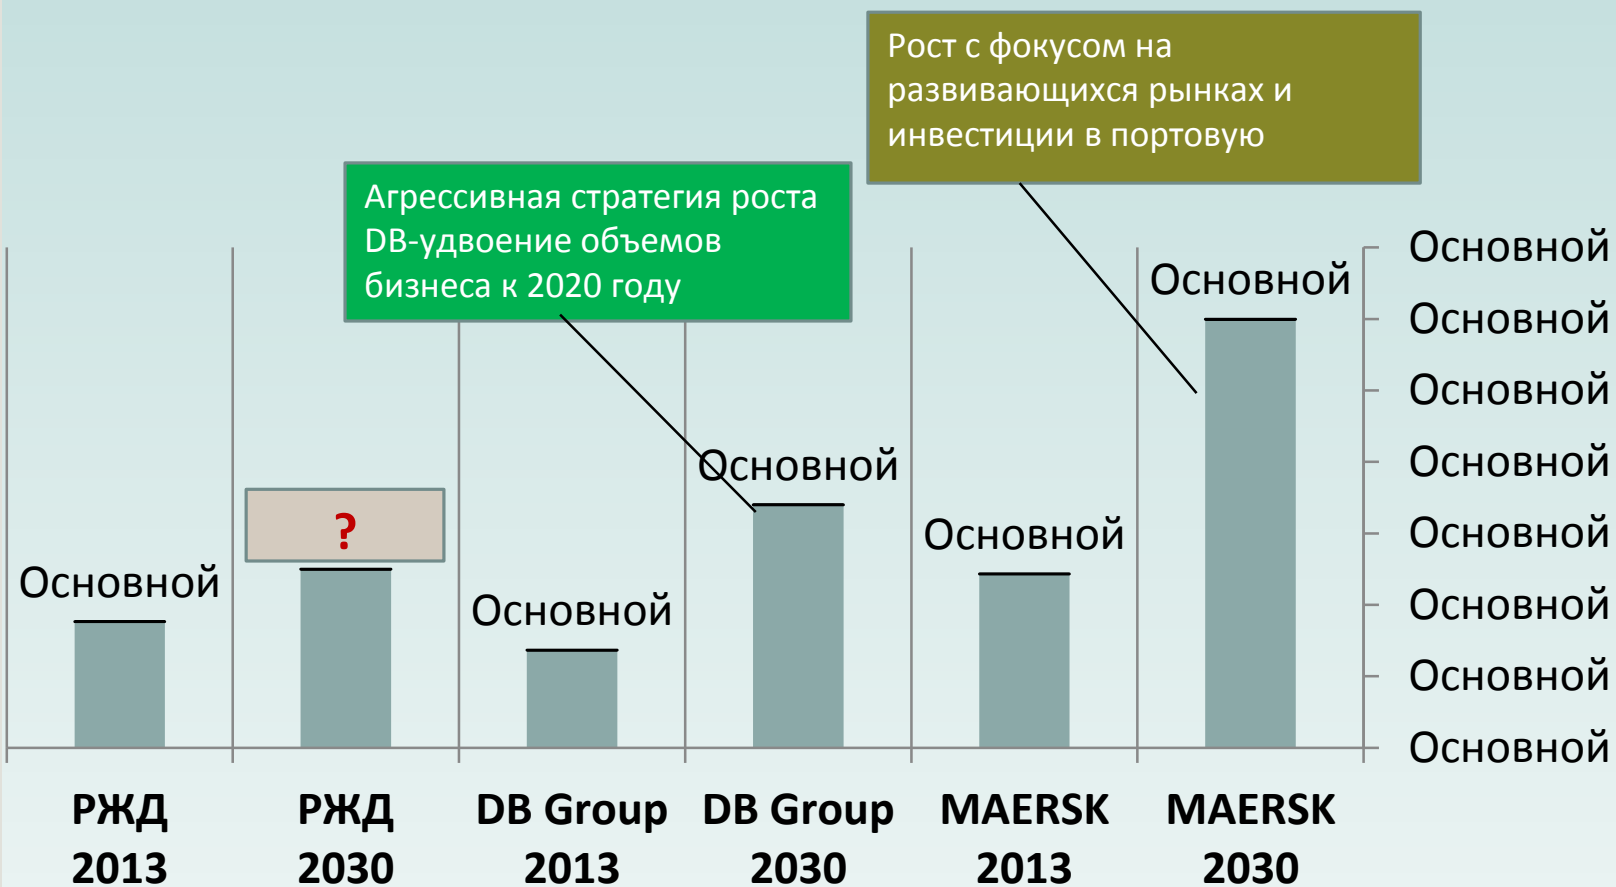 Рост с фокусом на
развивающихся рынках и
инвестиции в портовую
Агрессивная стратегия роста
DB-удвоение объемов
бизнеса к 2020 году
Основной
?
Основной
Основной
Основной
Основной
Основной
Основной
Основной
Основной
Основной
Основной
Основной
Основной
РЖД
2013
РЖД
2030
DB Group
2013
DB Group
2030
MAERSK
2013
MAERSK
2030